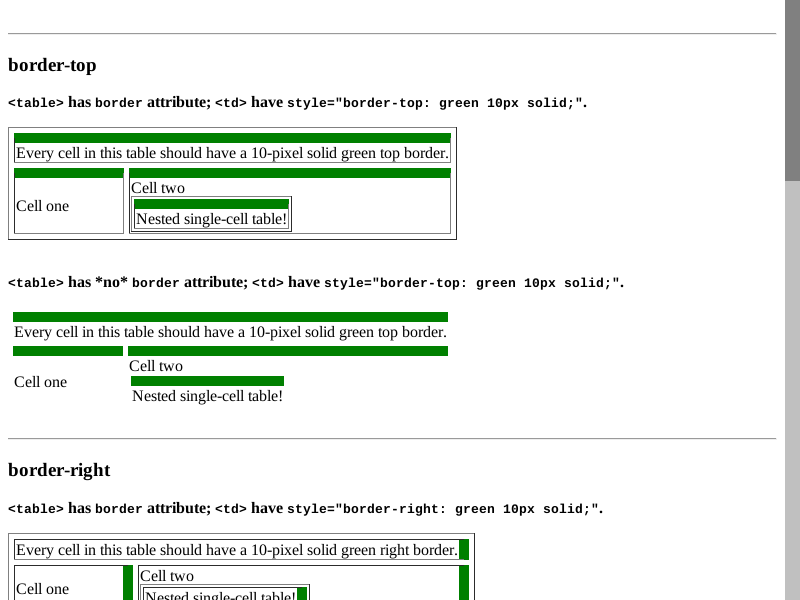 border-top
<table> has border attribute; <td> have style="border-top: green 10px solid;".
Every cell in this table should have a 10-pixel solid green top border.
Cell one
Cell two
Nested single-cell table!
<table> has *no* border attribute; <td> have style="border-top: green 10px solid;".
Every cell in this table should have a 10-pixel solid green top border.
Cell one
Cell two
Nested single-cell table!
border-right
<table> has border attribute; <td> have style="border-right: green 10px solid;".
Every cell in this table should have a 10-pixel solid green right border.
Cell one
Cell two
Nested single-cell table!